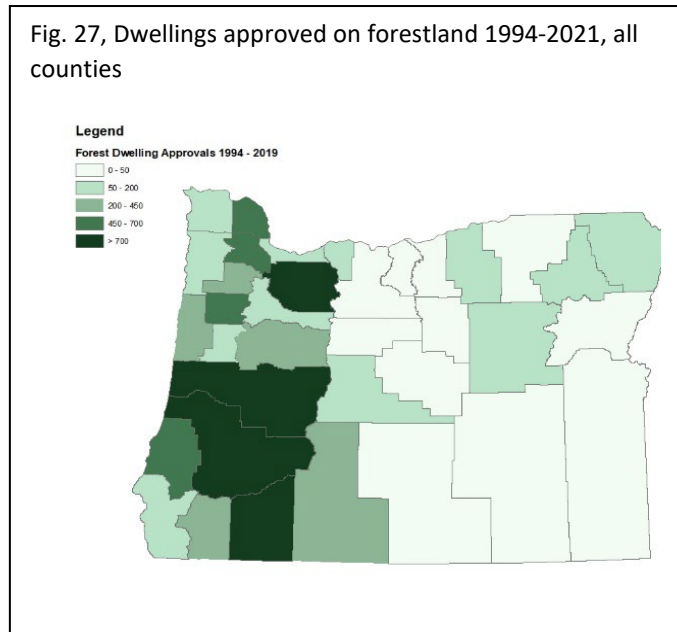 Fig. 27, Dwellings approved on forestland 1994-2021, all
counties
Legend
Forest Dwelling Approvals 1994 - 2019
0 - 50
50 - 200
200 - 450
450 - 700
> 700